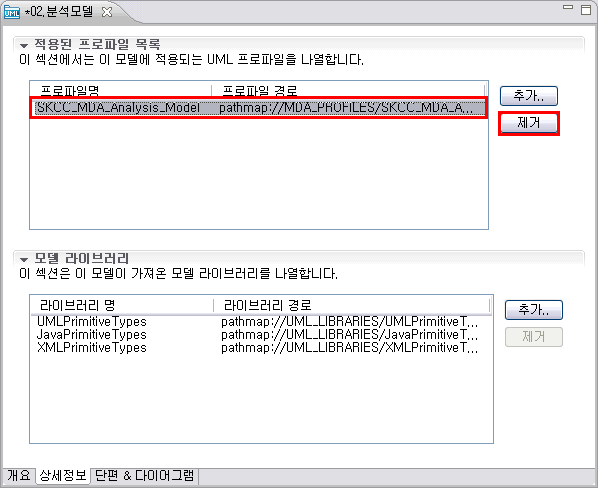 UML *02.분석모델
적용된 프로파일 목록
이 섹션에서는 이 모델에 적용되는 UML 프로파일을 나열합니다.
프로파일명 프로파일 경로
SKCC_MDA_Analysis_Model pathmap://MDA_PROFILES/SKCC_MDA_A...
추가..
제거
모델 라이브러리
이 섹션은 이 모델이 가져온 모델 라이브러리를 나열합니다.
라이브러리 명 라이브러리 경로
UMLPrimitiveTypes pathmap://UML_LIBRARIES/UMLPrimitiveT...
JavaPrimitiveTypes pathmap://UML_LIBRARIES/JavaPrimitiveT...
XMLPrimitiveTypes pathmap://UML_LIBRARIES/XMLPrimitiveT...
추가..
제거
개요 상세정보 단편 & 다이어그램